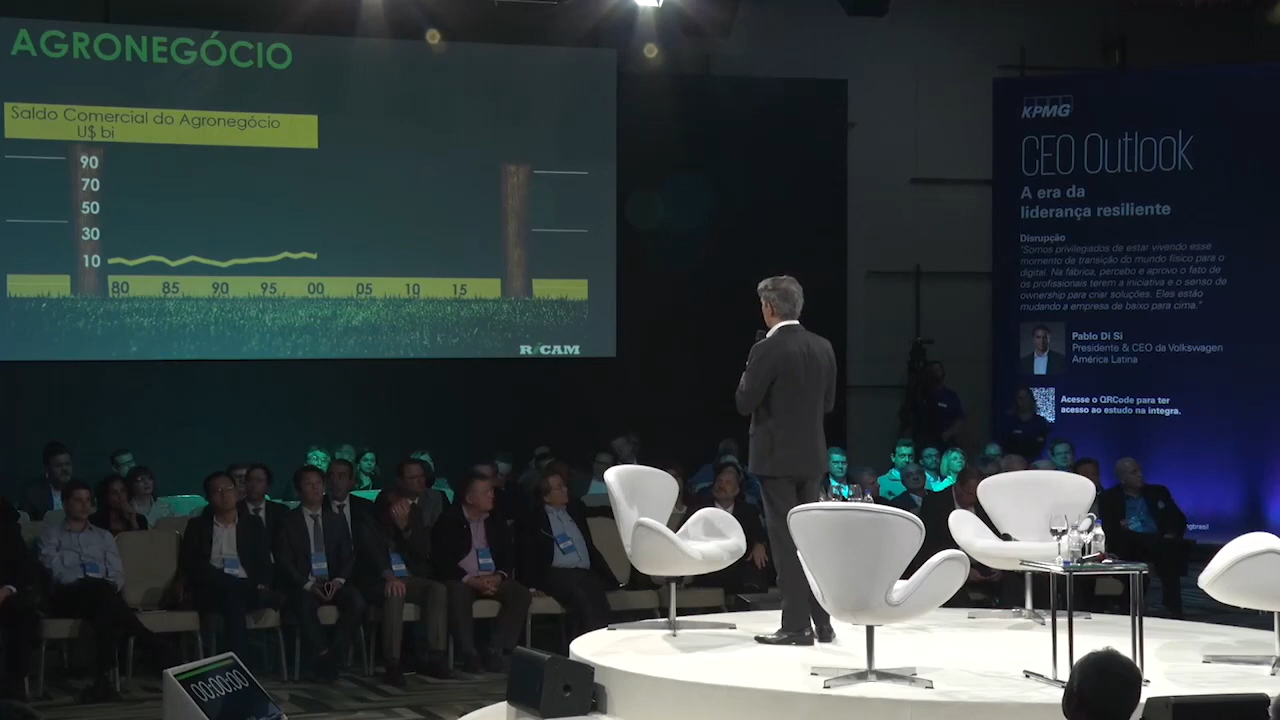 AGRONEGÓCIO
Saldo Comercial do Agronegócio
U$ bi
90
70
50
30
10
80 85 90 95 00 05 10 15
RICAM
KPMG
CEO Outlook
A era da
liderança resiliente
Disrupção
"Somos privilegiados de estar vivendo esse
momento de transição do mundo físico para o
digital. Na fábrica, percebo e aprovo o fato de
os profissionais terem a iniciativa e o senso de
ownership para criar soluções. Eles estão
mudando a empresa de baixo para cima."
Pablo Di Si
Presidente & CEO da Volkswagen
América Latina
Acesse o QRCode para ter
acesso ao estudo na integra.
00:00:00